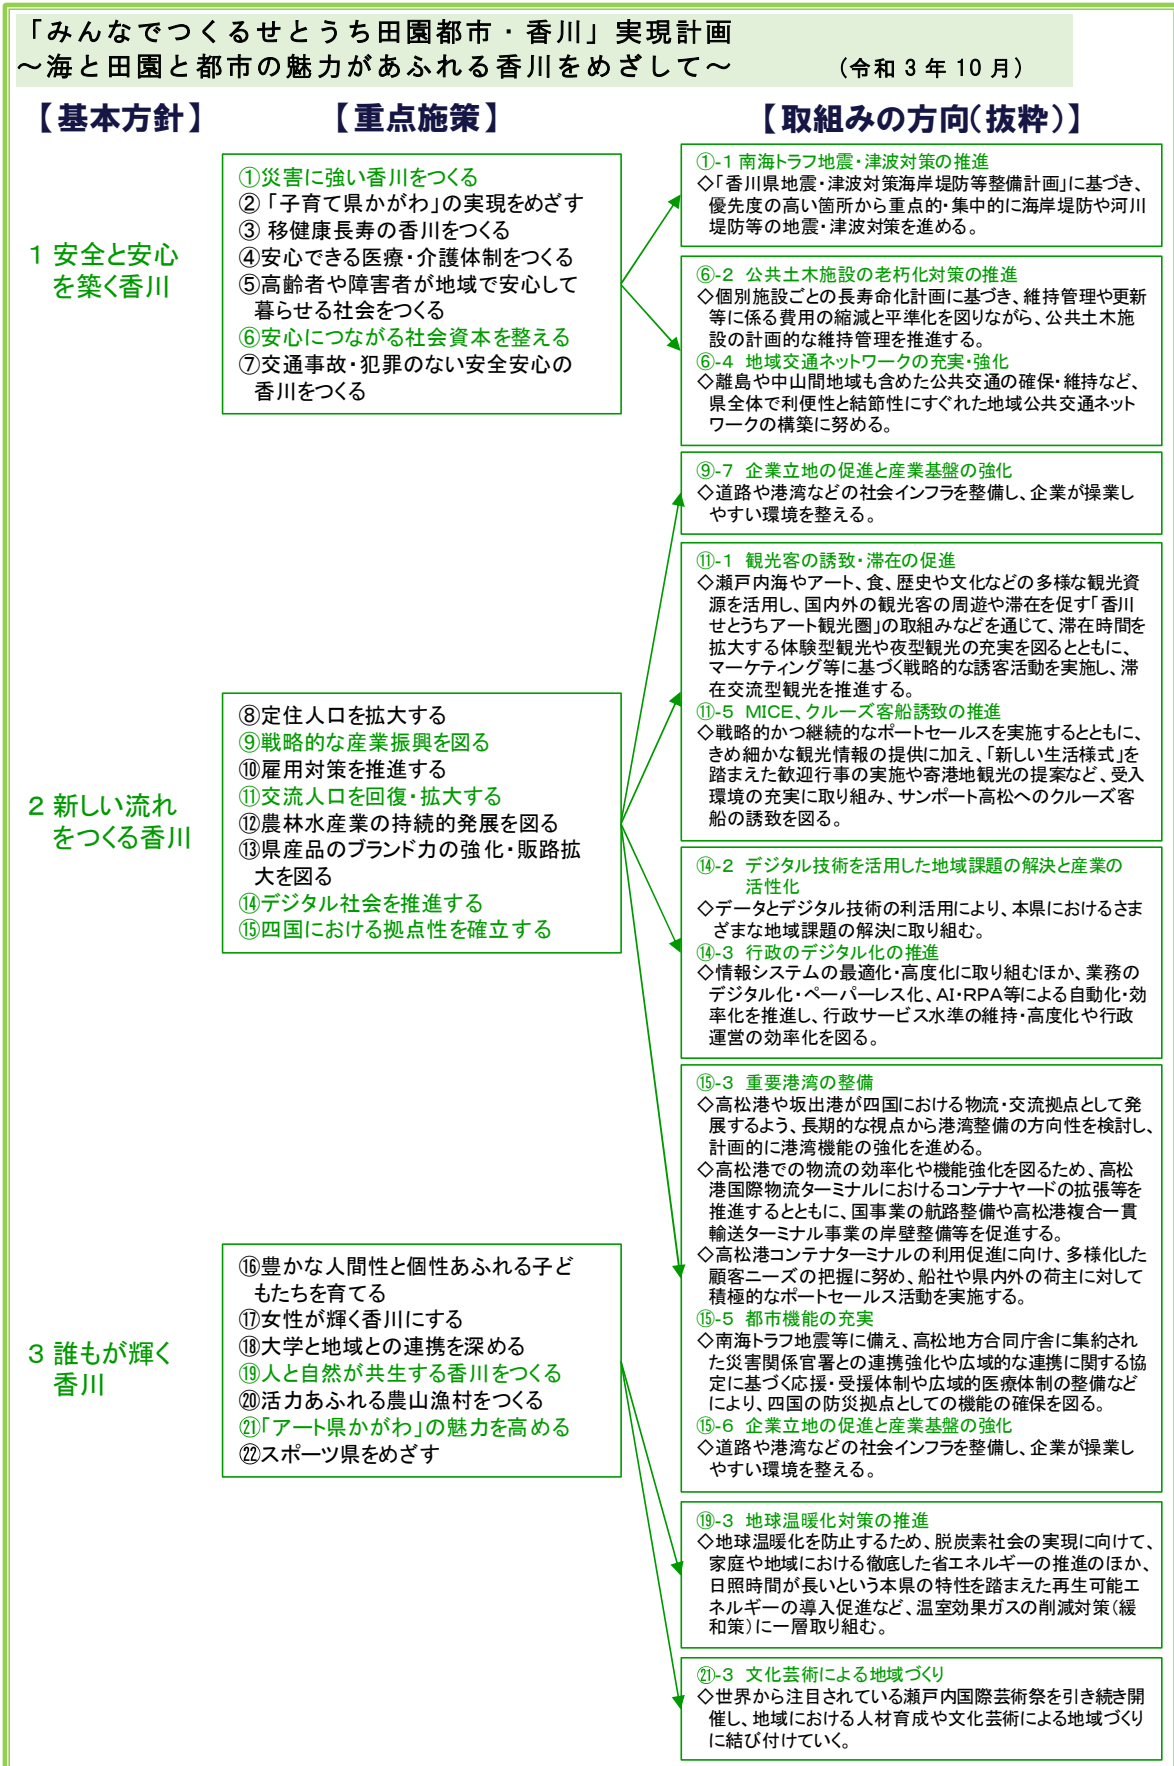 「みんなでつくるせとうち田園都市・香川」実現計画
～海と田園と都市の魅力があふれる香川をめざして～　（令和3年10月）
【基本方針】
【重点施策】
【取組みの方向(抜粋)】
1 安全と安心
を築く香川
①災害に強い香川をつくる
②「子育て県かがわ」の実現をめざす
③ 移健康長寿の香川をつくる
④安心できる医療・介護体制をつくる
⑤高齢者や障害者が地域で安心して
暮らせる社会をつくる
⑥安心につながる社会資本を整える
⑦交通事故・犯罪のない安全安心の
香川をつくる
①-1 南海トラフ地震・津波対策の推進
◇「香川県地震・津波対策海岸堤防等整備計画」に基づき、
優先度の高い箇所から重点的・集中的に海岸堤防や河川
堤防等の地震・津波対策を進める。
⑥-2 公共土木施設の老朽化対策の推進
◇個別施設ごとの長寿命化計画に基づき、維持管理や更新
等に係る費用の縮減と平準化を図りながら、公共土木施
設の計画的な維持管理を推進する。
⑥-4 地域交通ネットワークの充実・強化
◇離島や中山間地域も含めた公共交通の確保・維持など、
県全体で利便性と結節性にすぐれた地域公共交通ネット
ワークの構築に努める。
2 新しい流れ
をつくる香川
⑧定住人口を拡大する
⑨戦略的な産業振興を図る
⑩雇用対策を推進する
⑪交流人口を回復・拡大する
⑫農林水産業の持続的発展を図る
⑬県産品のブランド力の強化・販路拡
大を図る
⑭デジタル社会を推進する
⑮四国における拠点性を確立する
⑨-7 企業立地の促進と産業基盤の強化
◇道路や港湾などの社会インフラを整備し、企業が操業し
やすい環境を整える。
⑪-1 観光客の誘致・滞在の促進
◇瀬戸内海やアート、食、歴史や文化などの多様な観光資
源を活用し、国内外の観光客の周遊や滞在を促す「香川
せとうちアート観光圏」の取組みなどを通じて、滞在時間を
拡大する体験型観光や夜型観光の充実を図るとともに、
マーケティング等に基づく戦略的な誘客活動を実施し、滞
在交流型観光を推進する。
⑪-5 MICE、クルーズ客船誘致の推進
◇戦略的かつ継続的なポートセールスを実施するとともに、
きめ細かな観光情報の提供に加え、「新しい生活様式」を
踏まえた歓迎行事の実施や寄港地観光の提案など、受入
環境の充実に取り組み、サンポート高松へのクルーズ客
船の誘致を図る。
⑭-2 デジタル技術を活用した地域課題の解決と産業の
活性化
◇データとデジタル技術の利活用により、本県におけるさま
ざまな地域課題の解決に取り組む。
⑭-3 行政のデジタル化の推進
◇情報システムの最適化・高度化に取り組むほか、業務の
デジタル化・ペーパーレス化、AI・RPA等による自動化・効
率化を推進し、行政サービス水準の維持・高度化や行政
運営の効率化を図る。
⑮-3 重要港湾の整備
◇高松港や坂出港が四国における物流・交流拠点として発
展するよう、長期的な視点から港湾整備の方向性を検討し、
計画的に港湾機能の強化を進める。
◇高松港での物流の効率化や機能強化を図るため、高松
港国際物流ターミナルにおけるコンテナヤードの拡張等を
推進するとともに、国事業の航路整備や高松港複合一貫
輸送ターミナル事業の岸壁整備等を促進する。
◇高松港コンテナターミナルの利用促進に向け、多様化した
顧客ニーズの把握に努め、船社や県内外の荷主に対して
積極的なポートセールス活動を実施する。
⑮-5 都市機能の充実
◇南海トラフ地震等に備え、高松地方合同庁舎に集約され
た災害関係官署との連携強化や広域的な連携に関する協
定に基づく応援・受援体制や広域的医療体制の整備など
により、四国の防災拠点としての機能の確保を図る。
⑮-6 企業立地の促進と産業基盤の強化
◇道路や港湾などの社会インフラを整備し、企業が操業し
やすい環境を整える。
3 誰もが輝く
香川
⑯豊かな人間性と個性あふれる子ど
もたちを育てる
⑰女性が輝く香川にする
⑱大学と地域との連携を深める
⑲人と自然が共生する香川をつくる
⑳活力あふれる農山漁村をつくる
㉑「アート県かがわ」の魅力を高める
㉒スポーツ県をめざす
⑲-3 地球温暖化対策の推進
◇地球温暖化を防止するため、脱炭素社会の実現に向けて、
家庭や地域における徹底した省エネルギーの推進のほか、
日照時間が長いという本県の特性を踏まえた再生可能エ
ネルギーの導入促進など、温室効果ガスの削減対策（緩
和策）に一層取り組む。
㉑-3 文化芸術による地域づくり
◇世界から注目されている瀬戸内国際芸術祭を引き続き開
催し、地域における人材育成や文化芸術による地域づくり
に結び付けていく。